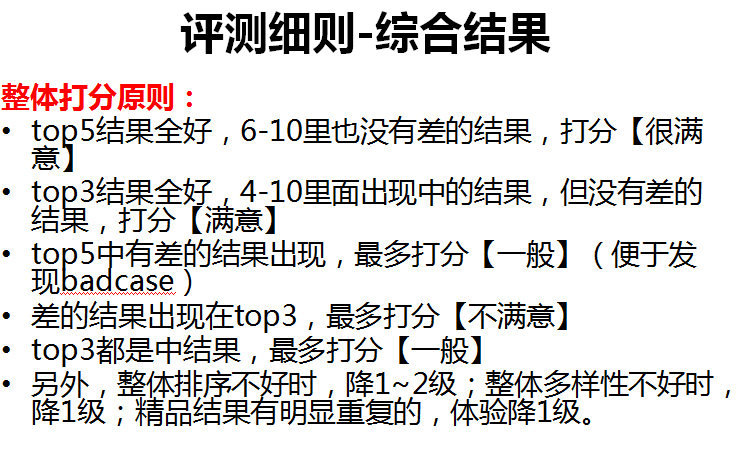 评测细则-综合结果
整体打分原则：
• top5结果全好，6-10里也没有差的结果，打分【很满
意】
• top3结果全好，4-10里面出现中的结果，但没有差的
结果，打分【满意】
• top5中有差的结果出现，最多打分【一般】（便于发
现badcase）
• 差的结果出现在top3，最多打分【不满意】
• top3都是中结果，最多打分【一般】
• 另外，整体排序不好时，降1~2级；整体多样性不好时，
降1级；精品结果有明显重复的，体验降1级。